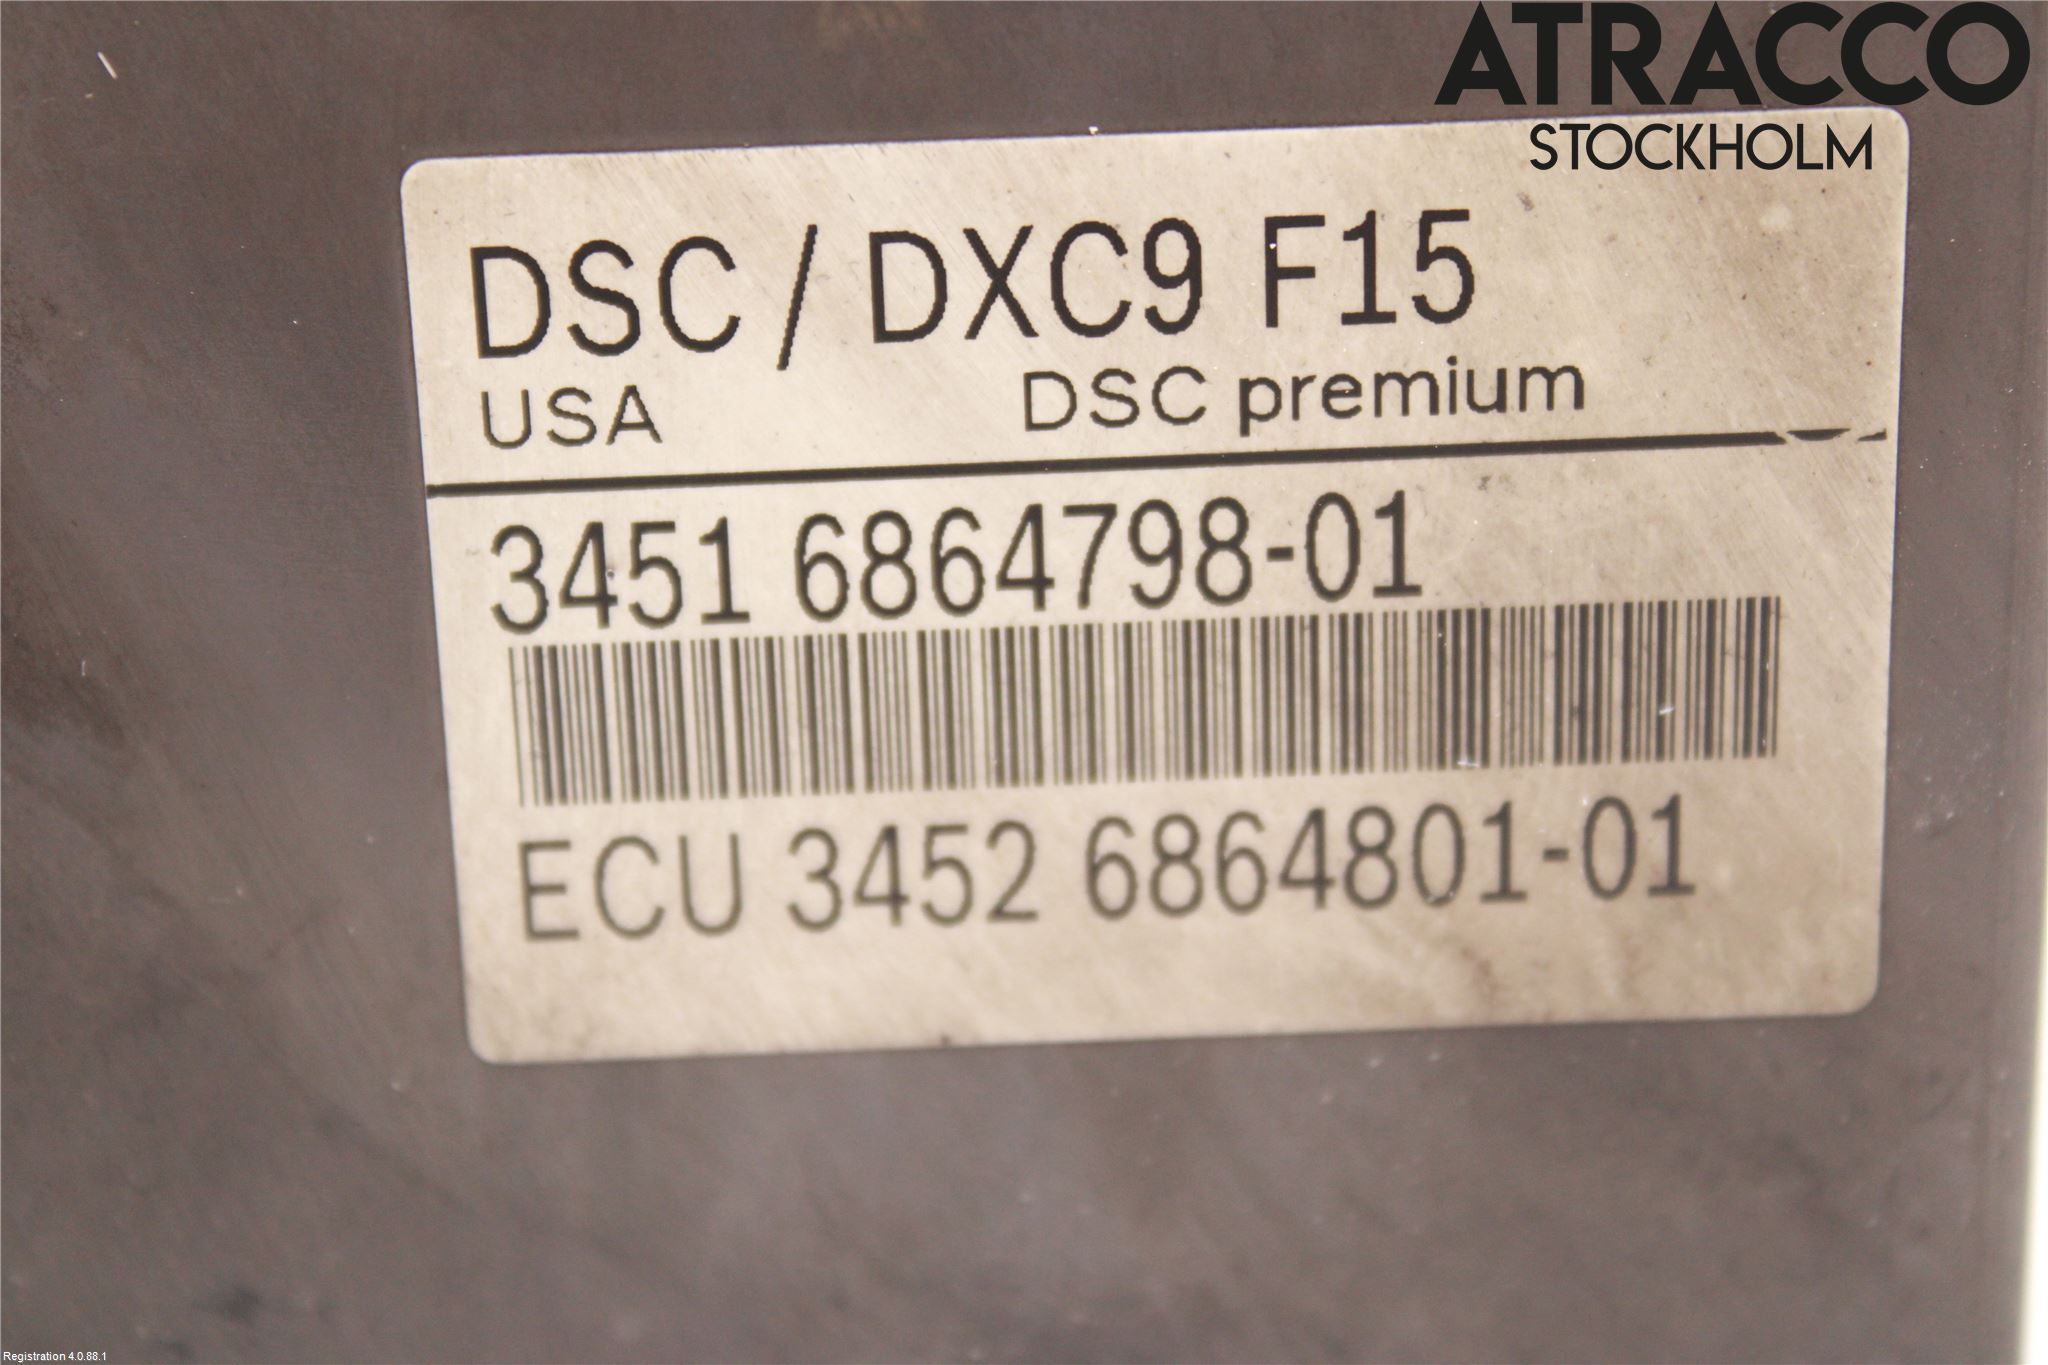 ATRACCO
STOCKHOLM
DSC / DXC9 F15
USA DSC premium
3451 6864798-01
ECU 3452 6864801-01
Registration 4.0.88.1